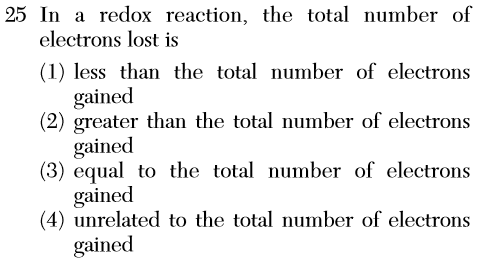 25 In a redox reaction, the total number of
electrons lost is
(1) less than the total number of electrons
gained
(2) greater than the total number of electrons
gained
(3) equal to the total number of electrons
gained
(4) unrelated to the total number of electrons
gained